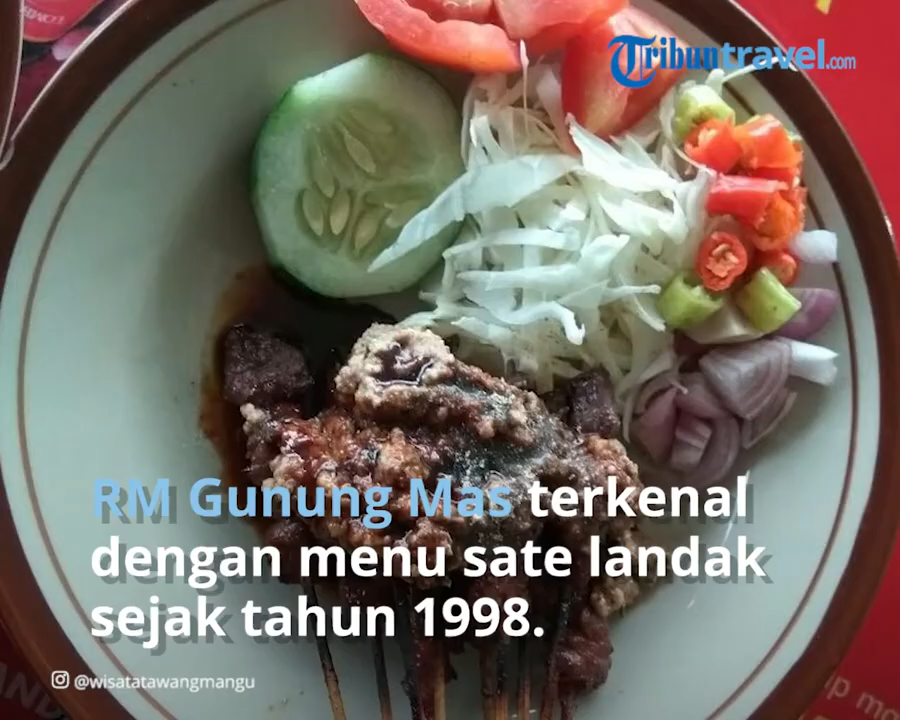 Tribuntravel.com
RM Gunung Mas terkenal
dengan menu sate landak
sejak tahun 1998.
@wisatatawangmangu